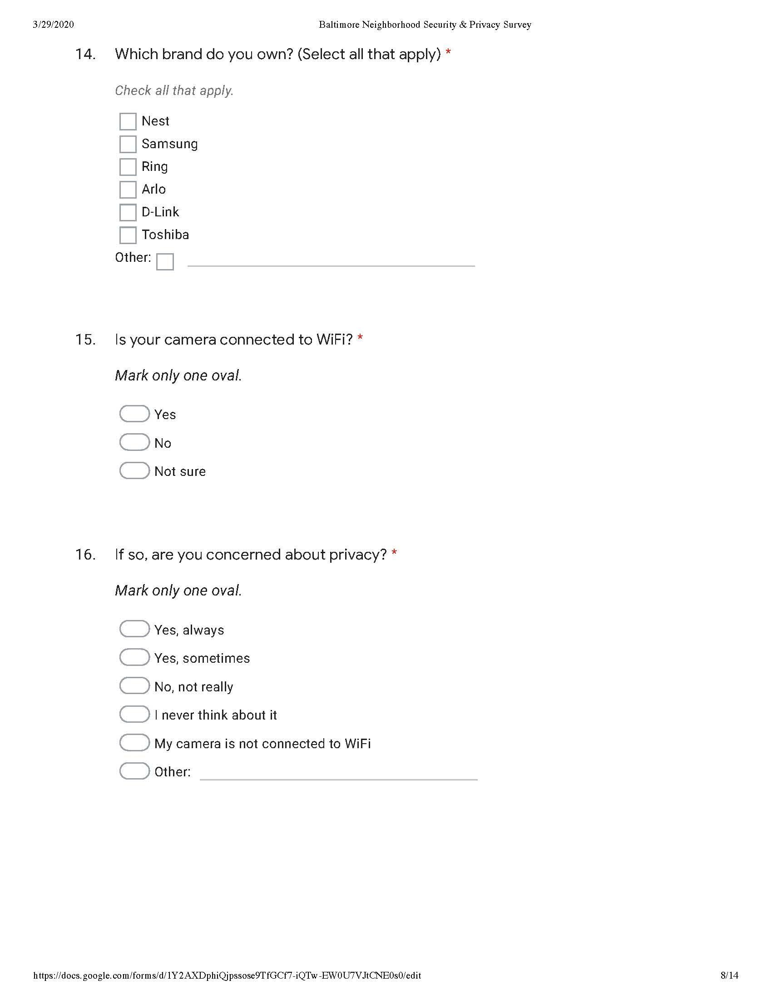 3/29/2020 Baltimore Neighborhood Security & Privacy Survey
14. Which brand do you own? (Select all that apply) *
Check all that apply.
Nest
Samsung
Ring
Arlo
D-Link
Toshiba
Other:
15. Is your camera connected to WiFi? *
Mark only one oval.
Yes
No
Not sure
16. If so, are you concerned about privacy? *
Mark only one oval.
Yes, always
Yes, sometimes
No, not really
I never think about it
My camera is not connected to WiFi
Other:
https://docs.google.com/forms/d/1Y2AXDphiQjpssose9TfGCf7-iQTw-EW0U7VJtCNE0s0/edit 8/14